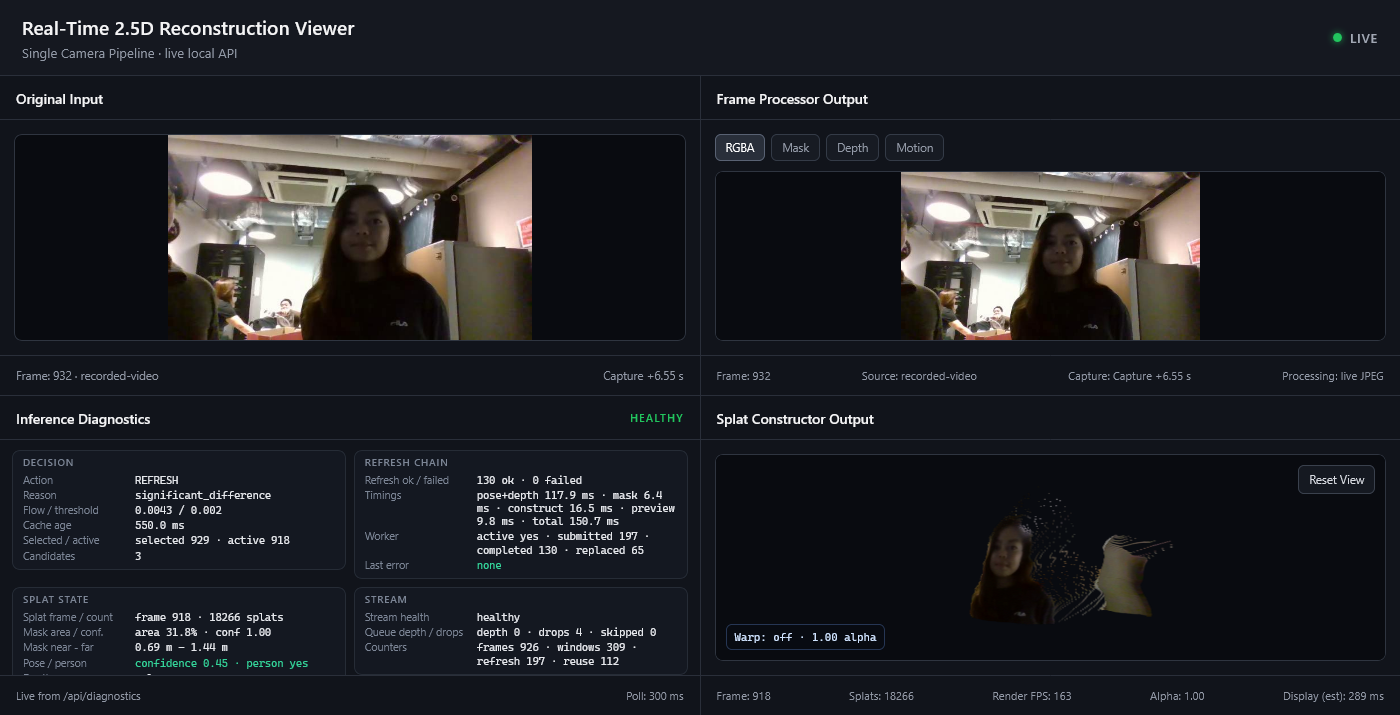 Real-Time 2.5D Reconstruction Viewer
Single Camera Pipeline · live local API
LIVE
Original Input
FILA
Frame: 932 · recorded-video
Capture +6.55 s
Frame Processor Output
RGBA
Mask
Depth
Motion
FILA
Frame: 932
Source: recorded-video
Capture: Capture +6.55 s
Processing: live JPEG
Inference Diagnostics
HEALTHY
DECISION
Action REFRESH
Reason significant_difference
Flow / threshold 0.0043 / 0.002
Cache age 550.0 ms
Selected / active selected 929 · active 918
Candidates 3
REFRESH CHAIN
Refresh ok / failed 130 ok · 0 failed
Timings pose+depth 117.9 ms · mask 6.4
ms · construct 16.5 ms · preview
9.8 ms · total 150.7 ms
Worker active yes · submitted 197 ·
completed 130 · replaced 65
Last error none
SPLAT STATE
Splat frame / count frame 918 · 18266 splats
Mask area / conf. area 31.8% · conf 1.00
Mask near - far 0.69 m – 1.44 m
Pose / person confidence 0.45 · person yes
STREAM
Stream health healthy
Queue depth / drops depth 0 · drops 4 · skipped 0
Counters frames 926 · windows 309 ·
refresh 197 · reuse 112
Live from /api/diagnostics
Poll: 300 ms
Splat Constructor Output
Reset View
Warp: off · 1.00 alpha
Frame: 918
Splats: 18266
Render FPS: 163
Alpha: 1.00
Display (est): 289 ms